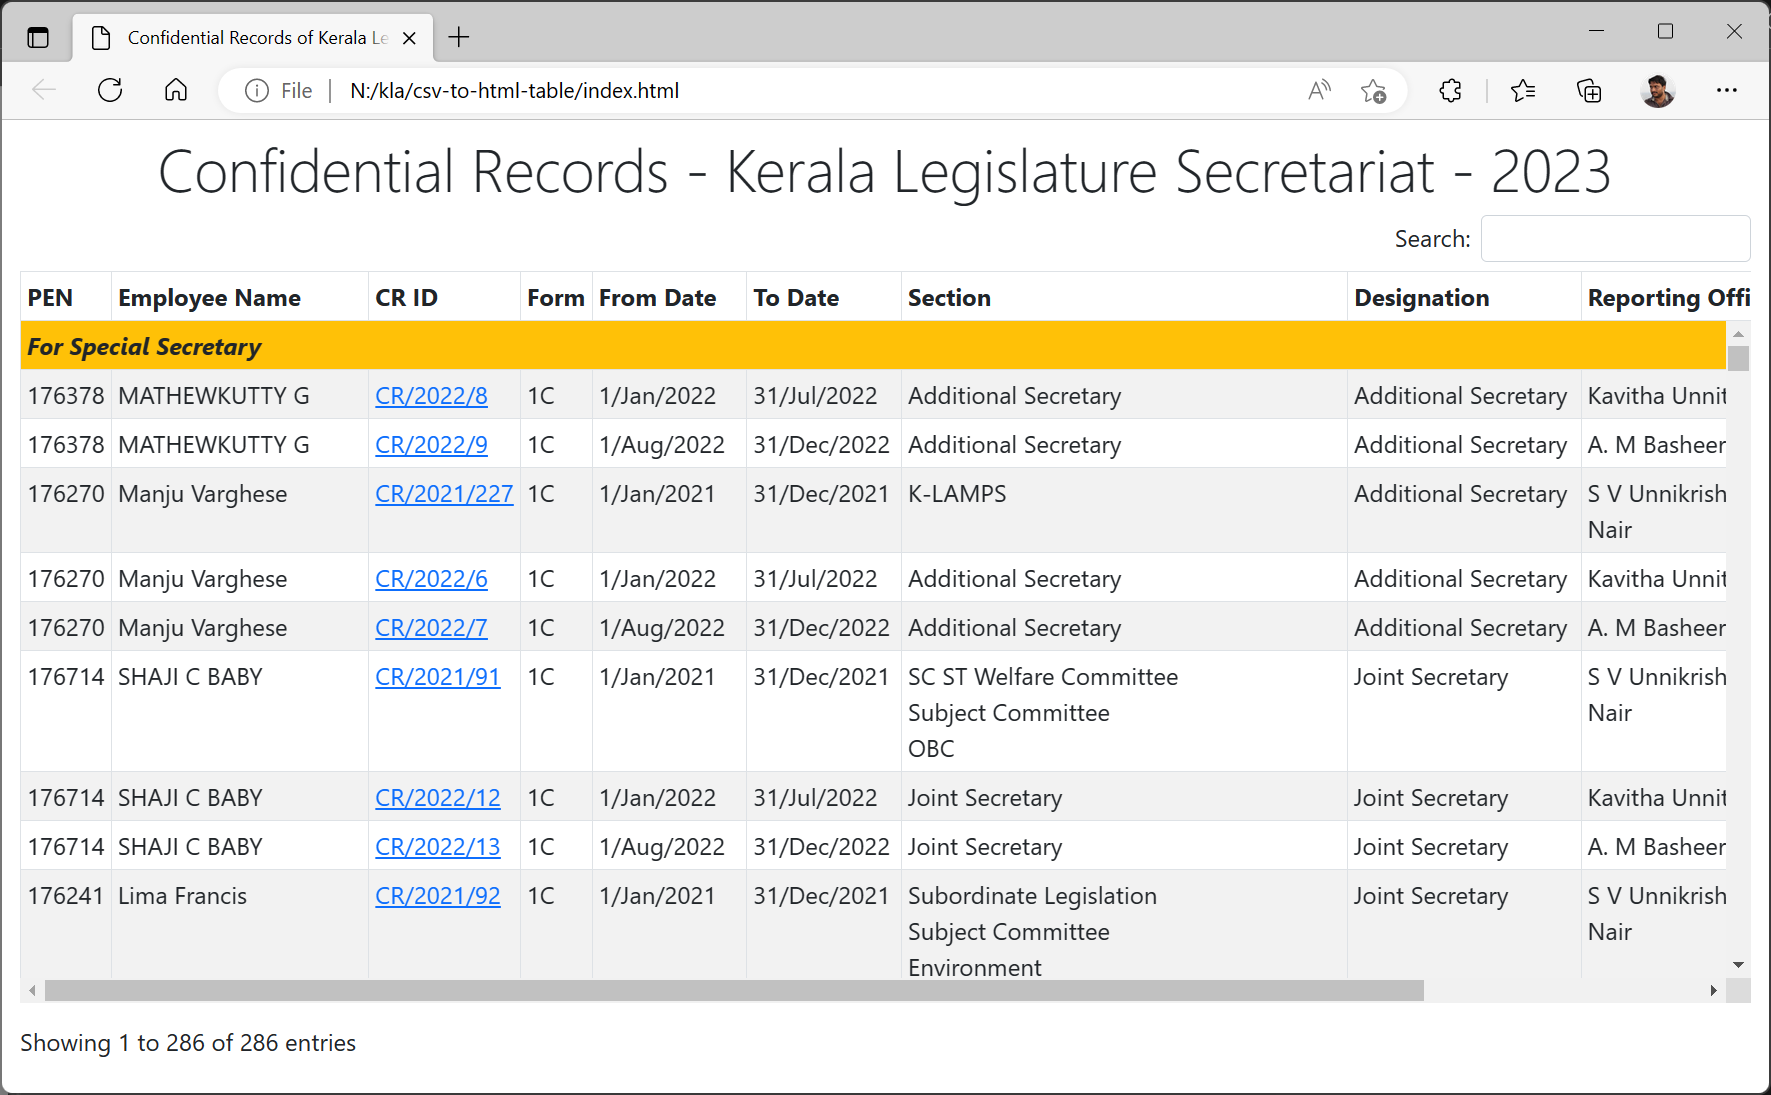 Confidential Records of Kerala Le
File
N:/kla/csv-to-html-table/index.html
Confidential Records - Kerala Legislature Secretariat - 2023
Search:
PEN Employee Name CR ID Form From Date To Date Section Designation Reporting Offi
For Special Secretary
176378 MATHEWKUTTY G CR/2022/8 1C 1/Jan/2022 31/Jul/2022 Additional Secretary Additional Secretary Kavitha Unnit
176378 MATHEWKUTTY G CR/2022/9 1C 1/Aug/2022 31/Dec/2022 Additional Secretary Additional Secretary A. M Basheer
176270 Manju Varghese CR/2021/227 1C 1/Jan/2021 31/Dec/2021 K-LAMPS Additional Secretary S V Unnikrish
Nair
176270 Manju Varghese CR/2022/6 1C 1/Jan/2022 31/Jul/2022 Additional Secretary Additional Secretary Kavitha Unnit
176270 Manju Varghese CR/2022/7 1C 1/Aug/2022 31/Dec/2022 Additional Secretary Additional Secretary A. M Basheer
176714 SHAJI C BABY CR/2021/91 1C 1/Jan/2021 31/Dec/2021 SC ST Welfare Committee Joint Secretary S V Unnikrish
Subject Committee Nair
OBC
176714 SHAJI C BABY CR/2022/12 1C 1/Jan/2022 31/Jul/2022 Joint Secretary Joint Secretary Kavitha Unnit
176714 SHAJI C BABY CR/2022/13 1C 1/Aug/2022 31/Dec/2022 Joint Secretary Joint Secretary A. M Basheer
176241 Lima Francis CR/2021/92 1C 1/Jan/2021 31/Dec/2021 Subordinate Legislation Joint Secretary S V Unnikrish
Subject Committee Nair
Environment
Showing 1 to 286 of 286 entries